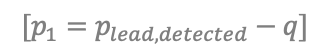 [p₁ = p_lead,detected − q]